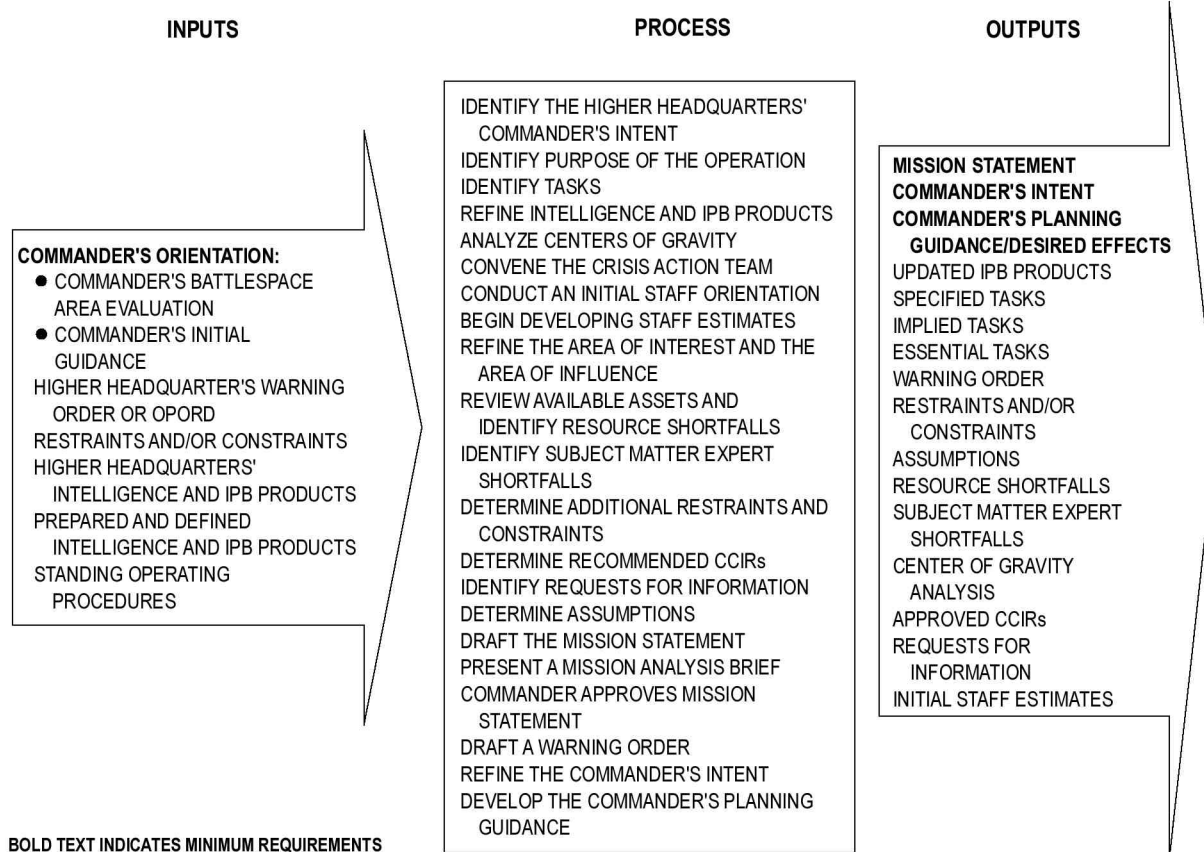 INPUTS
COMMANDER'S ORIENTATION:
● COMMANDER'S BATTLESPACE
AREA EVALUATION
● COMMANDER'S INITIAL
GUIDANCE
HIGHER HEADQUARTER'S WARNING
ORDER OR OPORD
RESTRAINTS AND/OR CONSTRAINTS
HIGHER HEADQUARTERS'
INTELLIGENCE AND IPB PRODUCTS
PREPARED AND DEFINED
INTELLIGENCE AND IPB PRODUCTS
STANDING OPERATING
PROCEDURES
PROCESS
IDENTIFY THE HIGHER HEADQUARTERS'
COMMANDER'S INTENT
IDENTIFY PURPOSE OF THE OPERATION
IDENTIFY TASKS
REFINE INTELLIGENCE AND IPB PRODUCTS
ANALYZE CENTERS OF GRAVITY
CONVENE THE CRISIS ACTION TEAM
CONDUCT AN INITIAL STAFF ORIENTATION
BEGIN DEVELOPING STAFF ESTIMATES
REFINE THE AREA OF INTEREST AND THE
AREA OF INFLUENCE
REVIEW AVAILABLE ASSETS AND
IDENTIFY RESOURCE SHORTFALLS
IDENTIFY SUBJECT MATTER EXPERT
SHORTFALLS
DETERMINE ADDITIONAL RESTRAINTS AND
CONSTRAINTS
DETERMINE RECOMMENDED CCIRs
IDENTIFY REQUESTS FOR INFORMATION
DETERMINE ASSUMPTIONS
DRAFT THE MISSION STATEMENT
PRESENT A MISSION ANALYSIS BRIEF
COMMANDER APPROVES MISSION
STATEMENT
DRAFT A WARNING ORDER
REFINE THE COMMANDER'S INTENT
DEVELOP THE COMMANDER'S PLANNING
GUIDANCE
OUTPUTS
MISSION STATEMENT
COMMANDER'S INTENT
COMMANDER'S PLANNING
GUIDANCE/DESIRED EFFECTS
UPDATED IPB PRODUCTS
SPECIFIED TASKS
IMPLIED TASKS
ESSENTIAL TASKS
WARNING ORDER
RESTRAINTS AND/OR
CONSTRAINTS
ASSUMPTIONS
RESOURCE SHORTFALLS
SUBJECT MATTER EXPERT
SHORTFALLS
CENTER OF GRAVITY
ANALYSIS
APPROVED CCIRs
REQUESTS FOR
INFORMATION
INITIAL STAFF ESTIMATES
BOLD TEXT INDICATES MINIMUM REQUIREMENTS